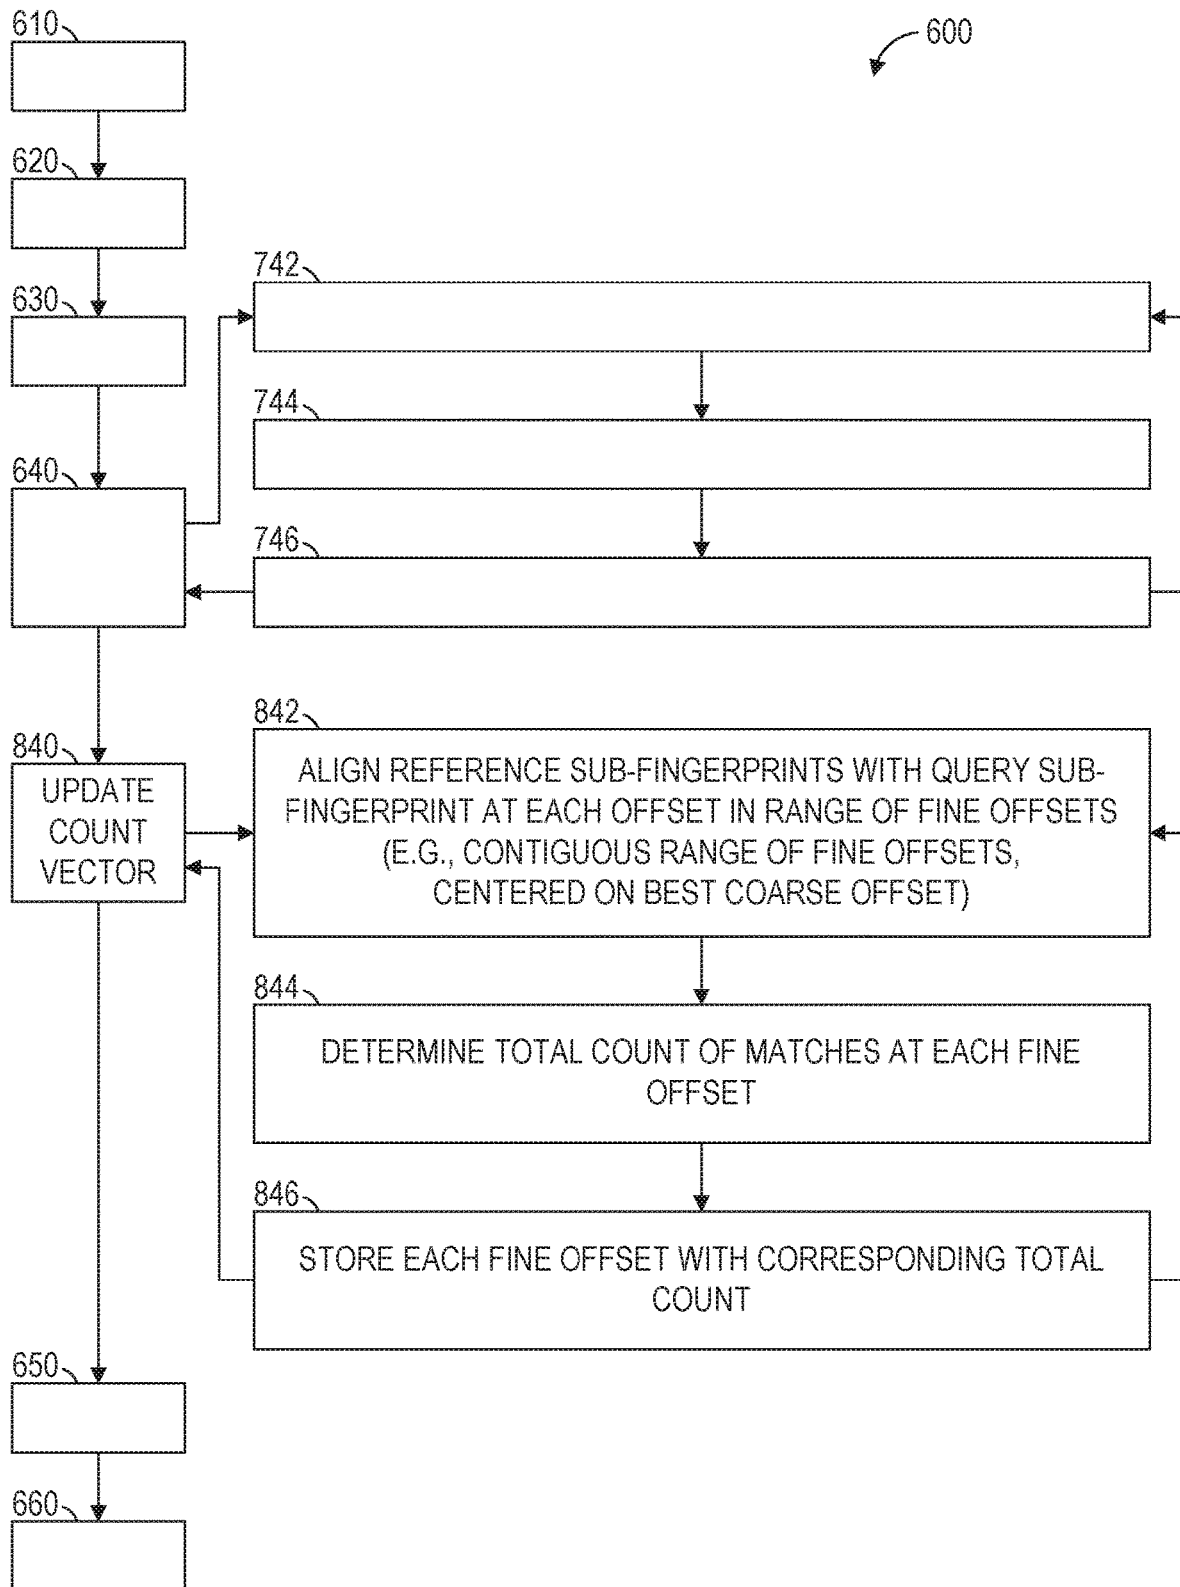 610
600
620
742
630
744
640
746
842
ALIGN REFERENCE SUB-FINGERPRINTS WITH QUERY SUB-
FINGERPRINT AT EACH OFFSET IN RANGE OF FINE OFFSETS
(E.G., CONTIGUOUS RANGE OF FINE OFFSETS,
CENTERED ON BEST COARSE OFFSET)
840
UPDATE
COUNT
VECTOR
844
DETERMINE TOTAL COUNT OF MATCHES AT EACH FINE
OFFSET
846
STORE EACH FINE OFFSET WITH CORRESPONDING TOTAL
COUNT
650
660